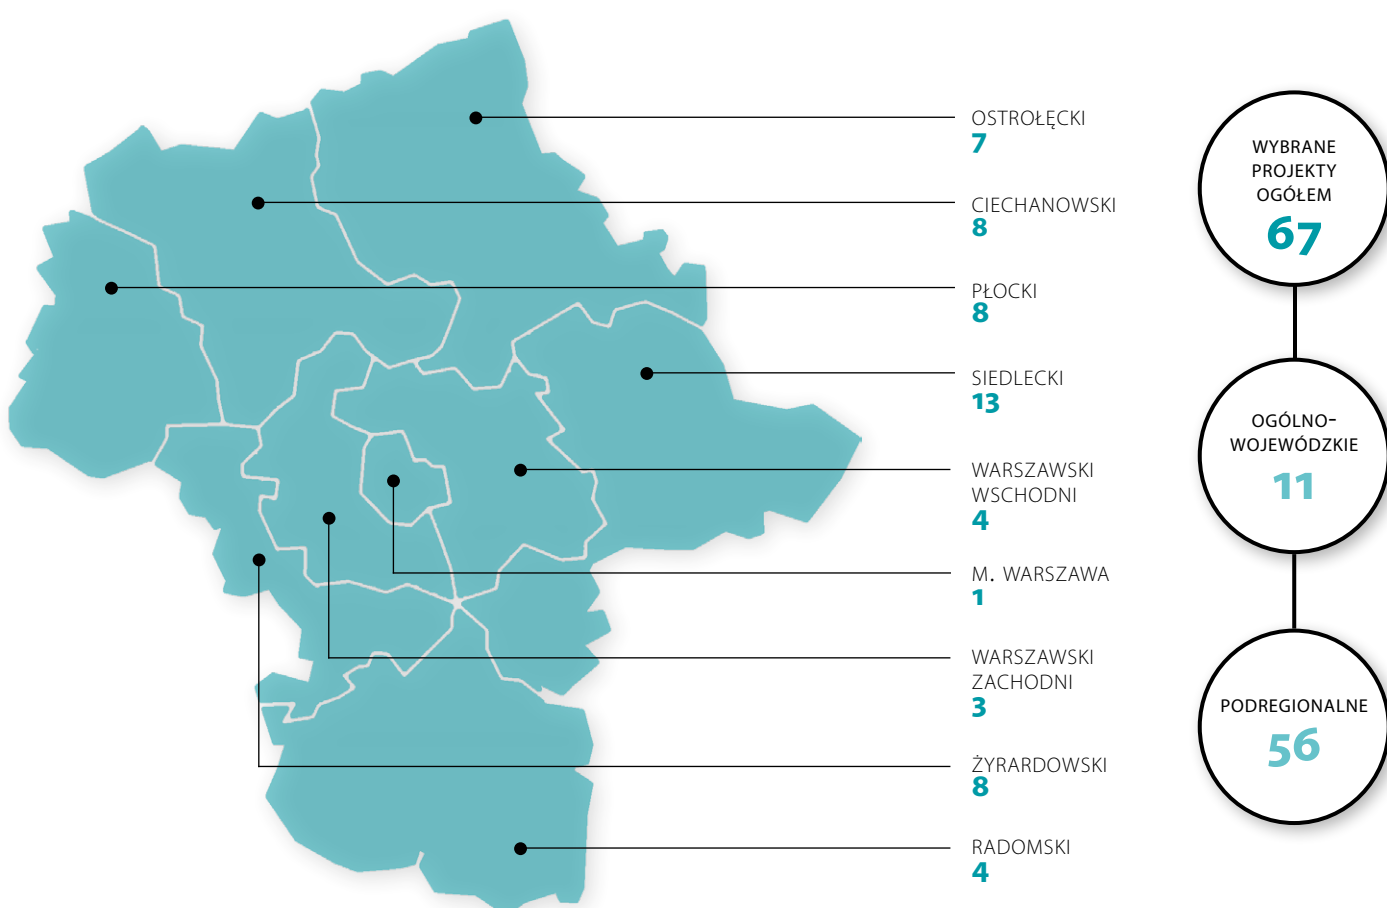 OSTROŁĘCKI
7
CIECHANOWSKI
8
PŁOCKI
8
SIEDLECKI
13
WARSZAWSKI
WSCHODNI
4
M. WARSZAWA
1
WARSZAWSKI
ZACHODNI
3
ŻYRARDOWSKI
8
RADOMSKI
4
WYBRANE
PROJEKTY
OGÓŁEM
67
OGÓLNO-
WOJEWÓDZKIE
11
PODREGIONALNE
56